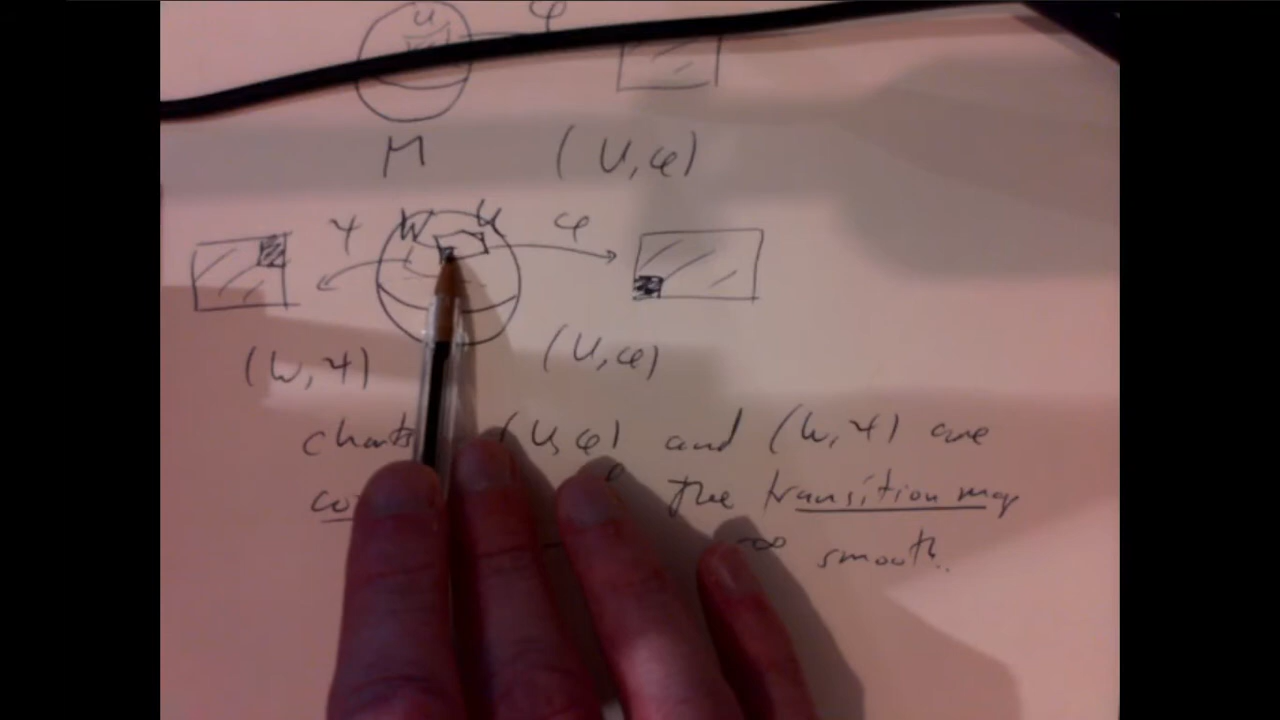 U φ
M (U, φ)
ψ W U φ
(W, ψ) (U, φ)
charts (U, φ) and (W, ψ) are
the transition map
∞ smooth.